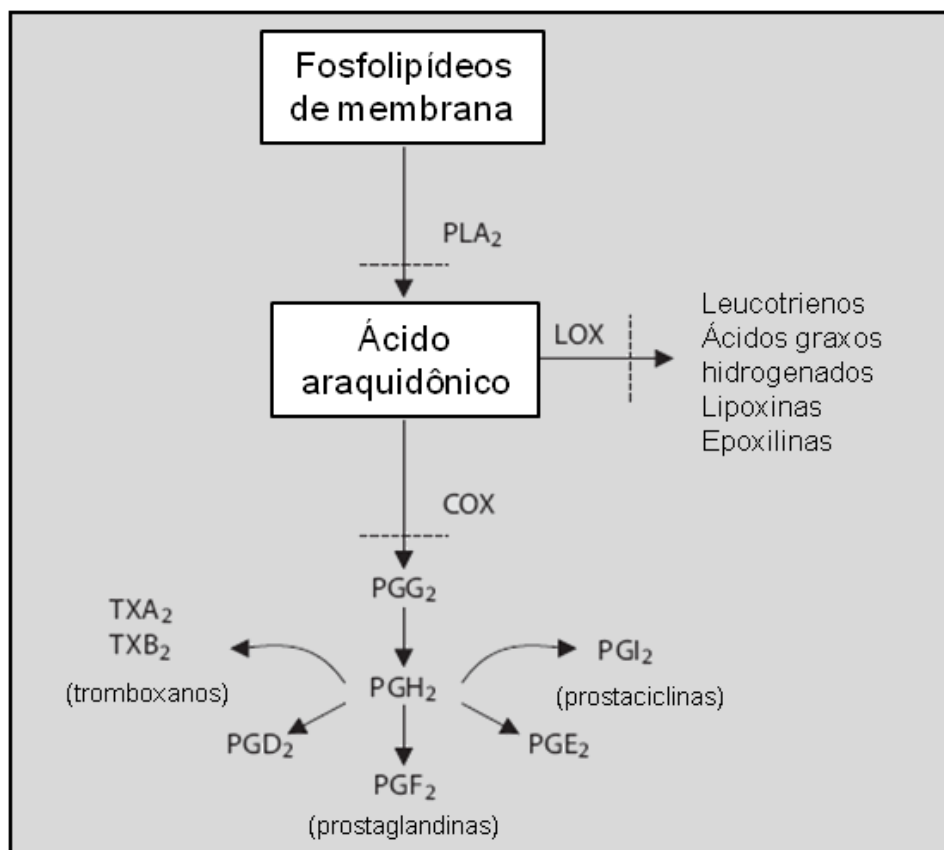 Fosfolipídeos
de membrana
PLA₂
Ácido
araquidônico
LOX
Leucotrienos
Ácidos graxos
hidrogenados
Lipoxinas
Epoxilinas
COX
PGG₂
TXA₂
TXB₂
(tromboxanos)
PGH₂
PGI₂
(prostaciclinas)
PGD₂
PGE₂
PGF₂
(prostaglandinas)